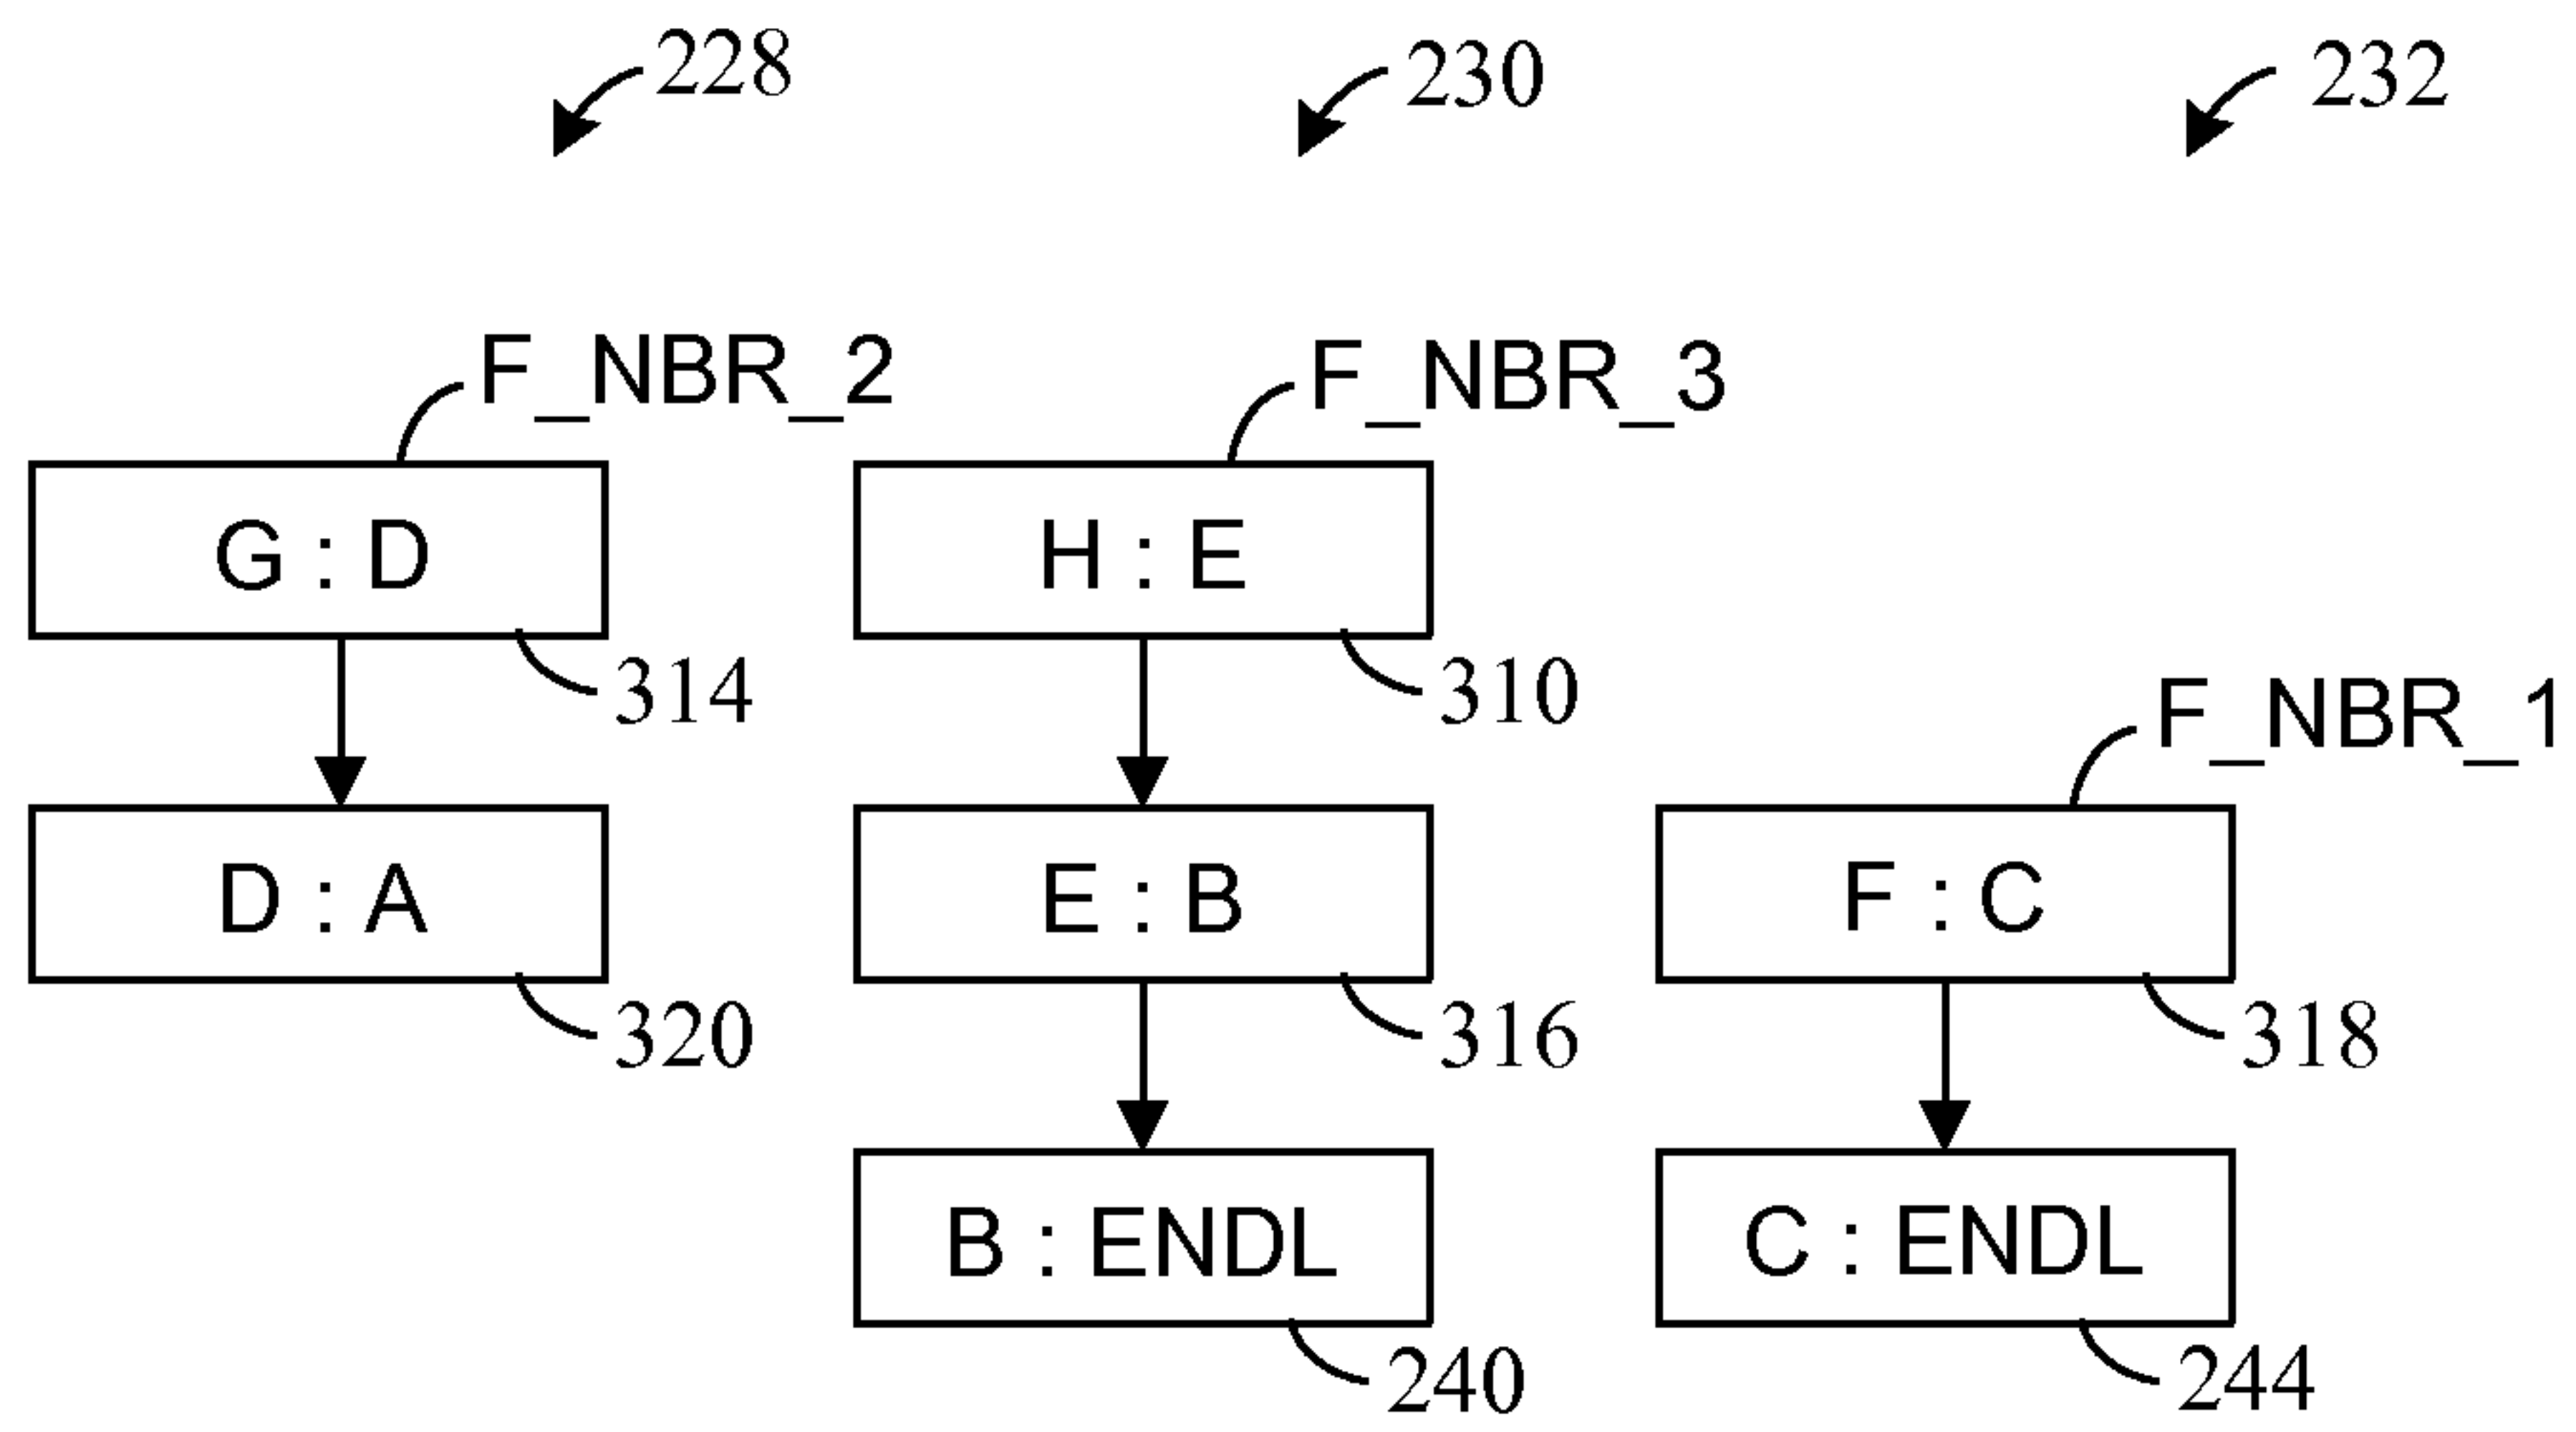 228 230 232
F_NBR_2 F_NBR_3
G : D H : E
314 310
F_NBR_1
D : A E : B F : C
320 316 318
B : ENDL C : ENDL
240 244